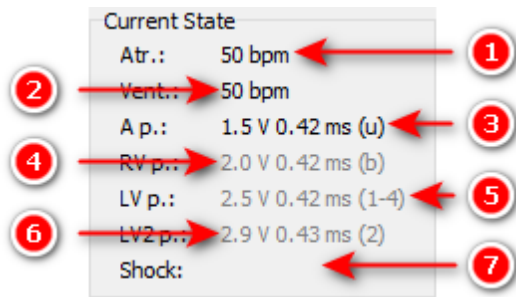 Current State
Atr.: 50 bpm 1
2 Vent.: 50 bpm
A p.: 1.5 V 0.42 ms (u) 3
4 RV p.: 2.0 V 0.42 ms (b)
LV p.: 2.5 V 0.42 ms (1-4) 5
6 LV2 p.: 2.9 V 0.43 ms (2)
Shock: 7